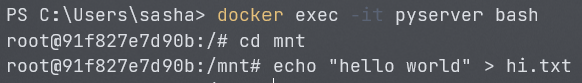 PS C:\Users\sasha> docker exec -it pyserver bash
root@91f827e7d90b:/# cd mnt
root@91f827e7d90b:/mnt# echo "hello world" > hi.txt